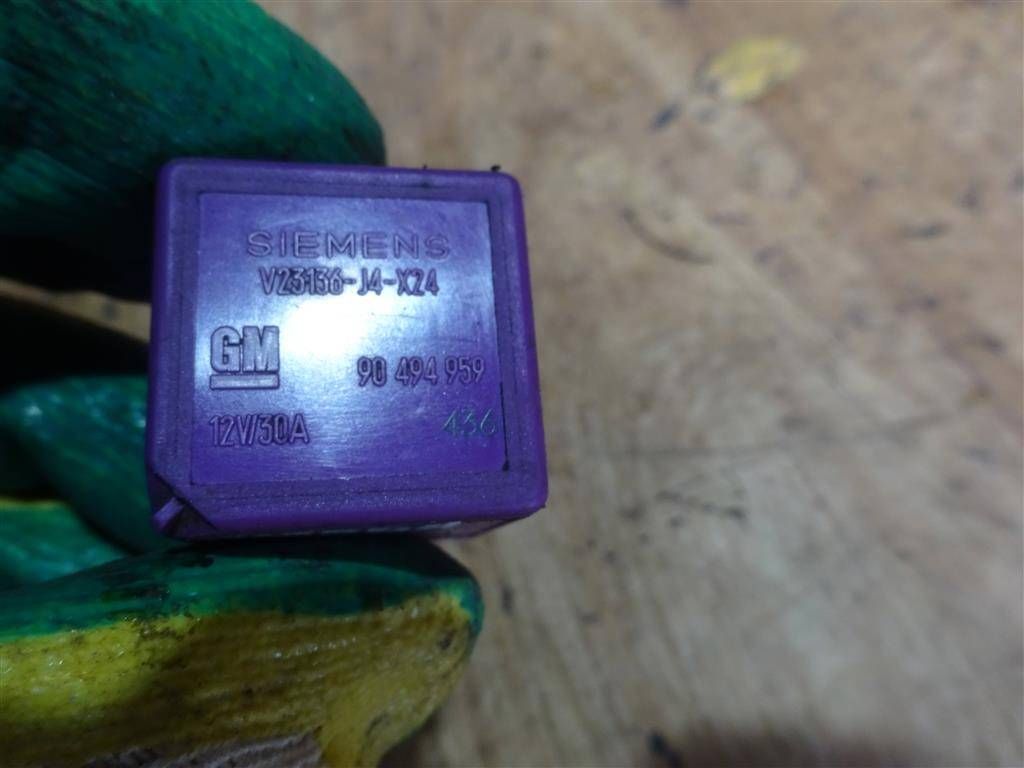 SIEMENS
V23136-J4-X24
GM
90 494 959
12V/30A
436